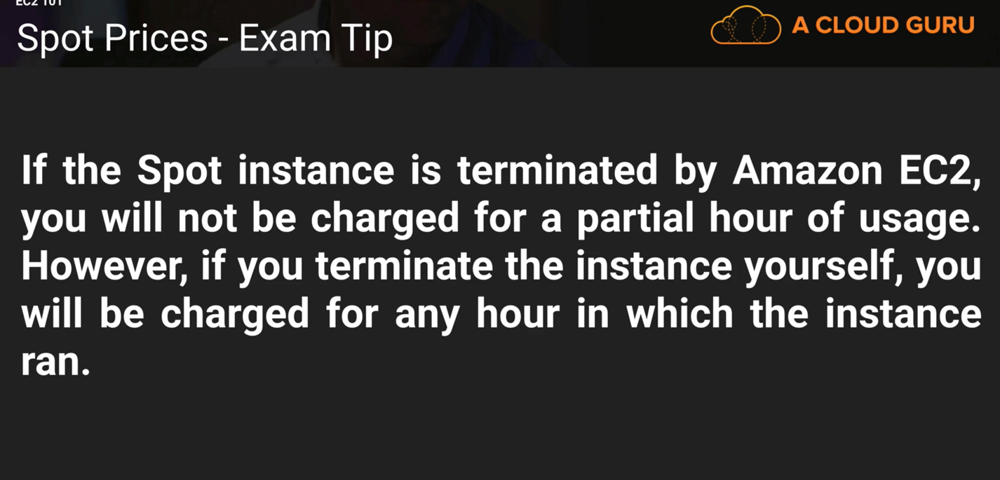 EC2 101
Spot Prices - Exam Tip
A CLOUD GURU
If the Spot instance is terminated by Amazon EC2,
you will not be charged for a partial hour of usage.
However, if you terminate the instance yourself, you
will be charged for any hour in which the instance
ran.